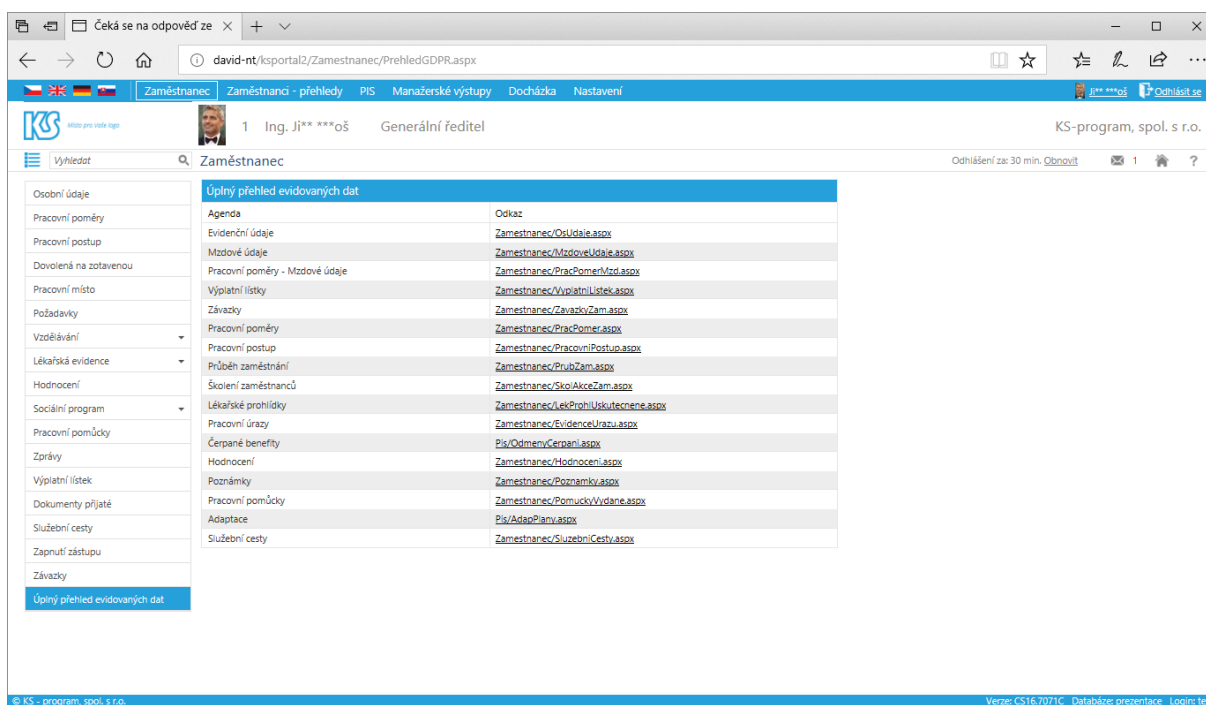 Čeká se na odpověď ze
david-nt/ksportal2/Zamestnanec/PrehledGDPR.aspx
Zaměstnanec Zaměstnanci - přehledy PIS Manažerské výstupy Docházka Nastavení Ji** ***oš Odhlásit se
KS Místo pro vaše logo 1 Ing. Ji** ***oš Generální ředitel KS-program, spol. s r.o.
Vyhledat Zaměstnanec Odhlášení za: 30 min. Obnovit 1 ?
Osobní údaje
Pracovní poměry
Pracovní postup
Dovolená na zotavenou
Pracovní místo
Požadavky
Vzdělávání
Lékařská evidence
Hodnocení
Sociální program
Pracovní pomůcky
Zprávy
Výplatní lístek
Dokumenty přijaté
Služební cesty
Zapnutí zástupu
Závazky
Úplný přehled evidovaných dat
Úplný přehled evidovaných dat
Agenda Odkaz
Evidenční údaje Zamestnanec/OsUdaje.aspx
Mzdové údaje Zamestnanec/MzdoveUdaje.aspx
Pracovní poměry - Mzdové údaje Zamestnanec/PracPomerMzd.aspx
Výplatní lístky Zamestnanec/VyplatniListek.aspx
Závazky Zamestnanec/ZavazkyZam.aspx
Pracovní poměry Zamestnanec/PracPomer.aspx
Pracovní postup Zamestnanec/PracovniPostup.aspx
Průběh zaměstnání Zamestnanec/PrubZam.aspx
Školení zaměstnanců Zamestnanec/SkolAkceZam.aspx
Lékařské prohlídky Zamestnanec/LekProhlUskutecnene.aspx
Pracovní úrazy Zamestnanec/EvidenceUrazu.aspx
Čerpané benefity Pis/OdmenyCerpani.aspx
Hodnocení Zamestnanec/Hodnoceni.aspx
Poznámky Zamestnanec/Poznamky.aspx
Pracovní pomůcky Zamestnanec/PomuckyVydane.aspx
Adaptace Pis/AdapPlany.aspx
Služební cesty Zamestnanec/SluzebniCesty.aspx
© KS - program, spol. s r.o. Verze: CS16.7071C Databáze: prezentace Login: te